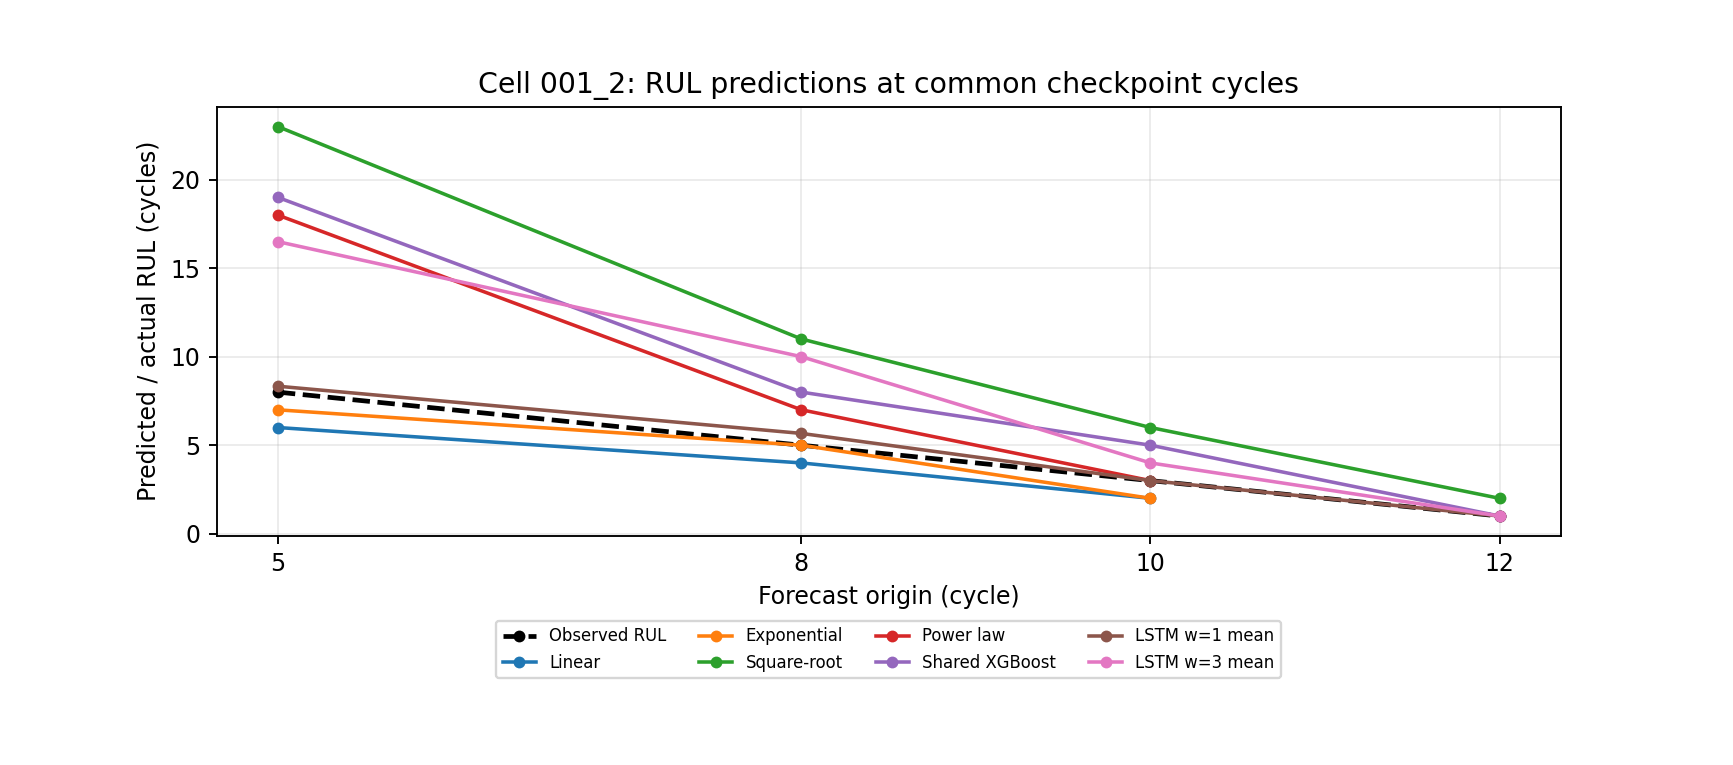 Cell 001_2: RUL predictions at common checkpoint cycles
Predicted / actual RUL (cycles)
20
15
10
5
0
5 8 10 12
Forecast origin (cycle)
Observed RUL Exponential Power law LSTM w=1 mean
Linear Square-root Shared XGBoost LSTM w=3 mean